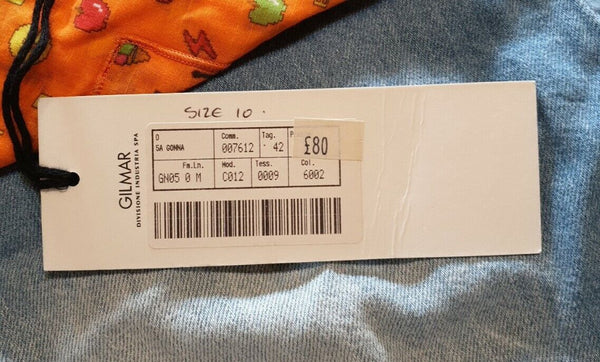 SIZE 10.
GILMAR
DIVISIONE INDUSTRIA SPA
D Comm. Tag. P
SA GONNA 007612 42 £80
Fm.Ln. Mod. Tess. Col.
GN05 0 M C012 0009 6002